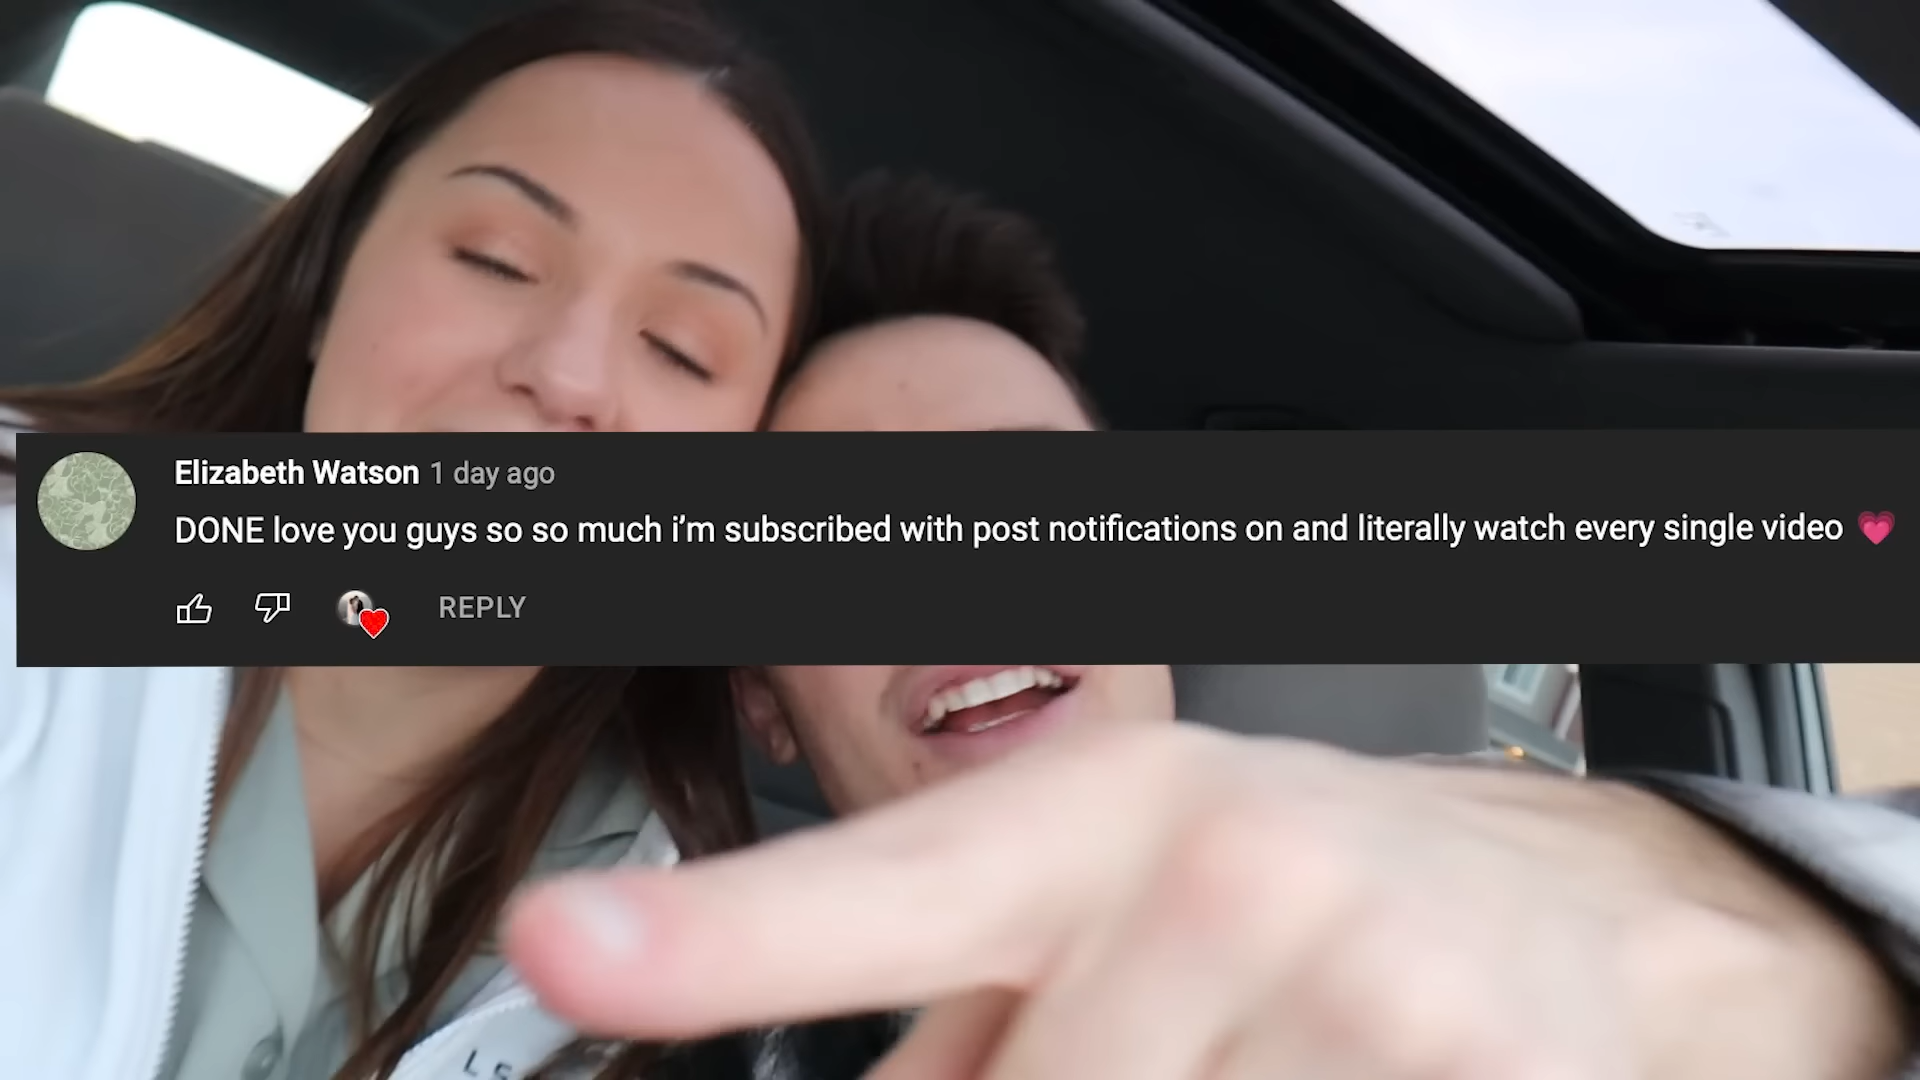 Elizabeth Watson 1 day ago
DONE love you guys so so much i'm subscribed with post notifications on and literally watch every single video 💗
REPLY